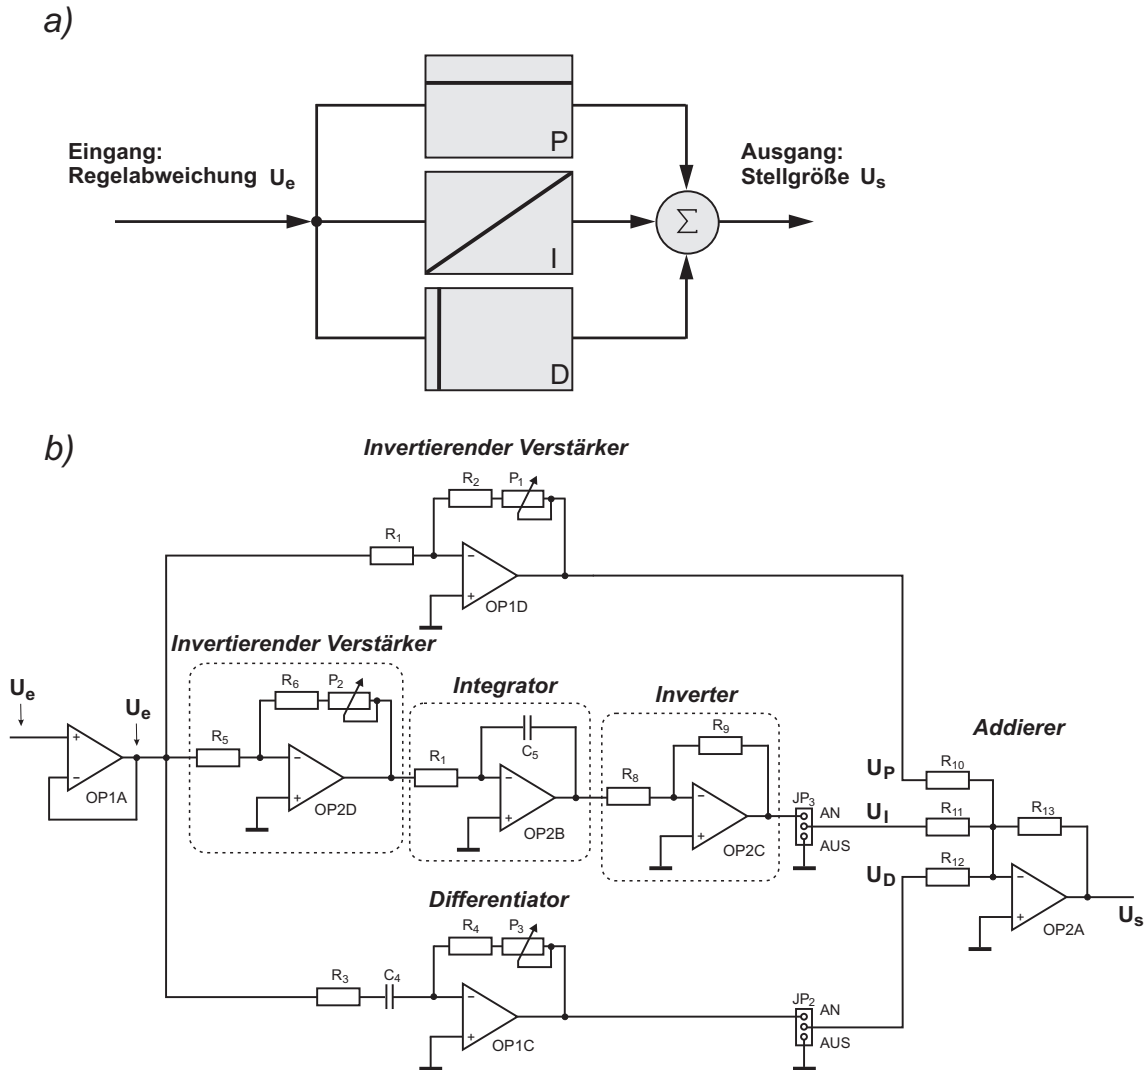 a)
P
Eingang:
Regelabweichung Ue
Ausgang:
Stellgröße Us
Σ
I
D
b)
Invertierender Verstärker
R2 P1
R1
−
+
OP1D
Invertierender Verstärker
R6 P2
Integrator
Inverter
Addierer
Ue
Ue
R5
−
+
OP2D
R1
C5
−
+
OP2B
R8
R9
−
+
OP2C
JP3
AN
AUS
+
−
OP1A
UP
R10
UI
R11
R13
UD
R12
−
+
OP2A
Us
Differentiator
R4 P3
R3 C4
−
+
OP1C
JP2
AN
AUS